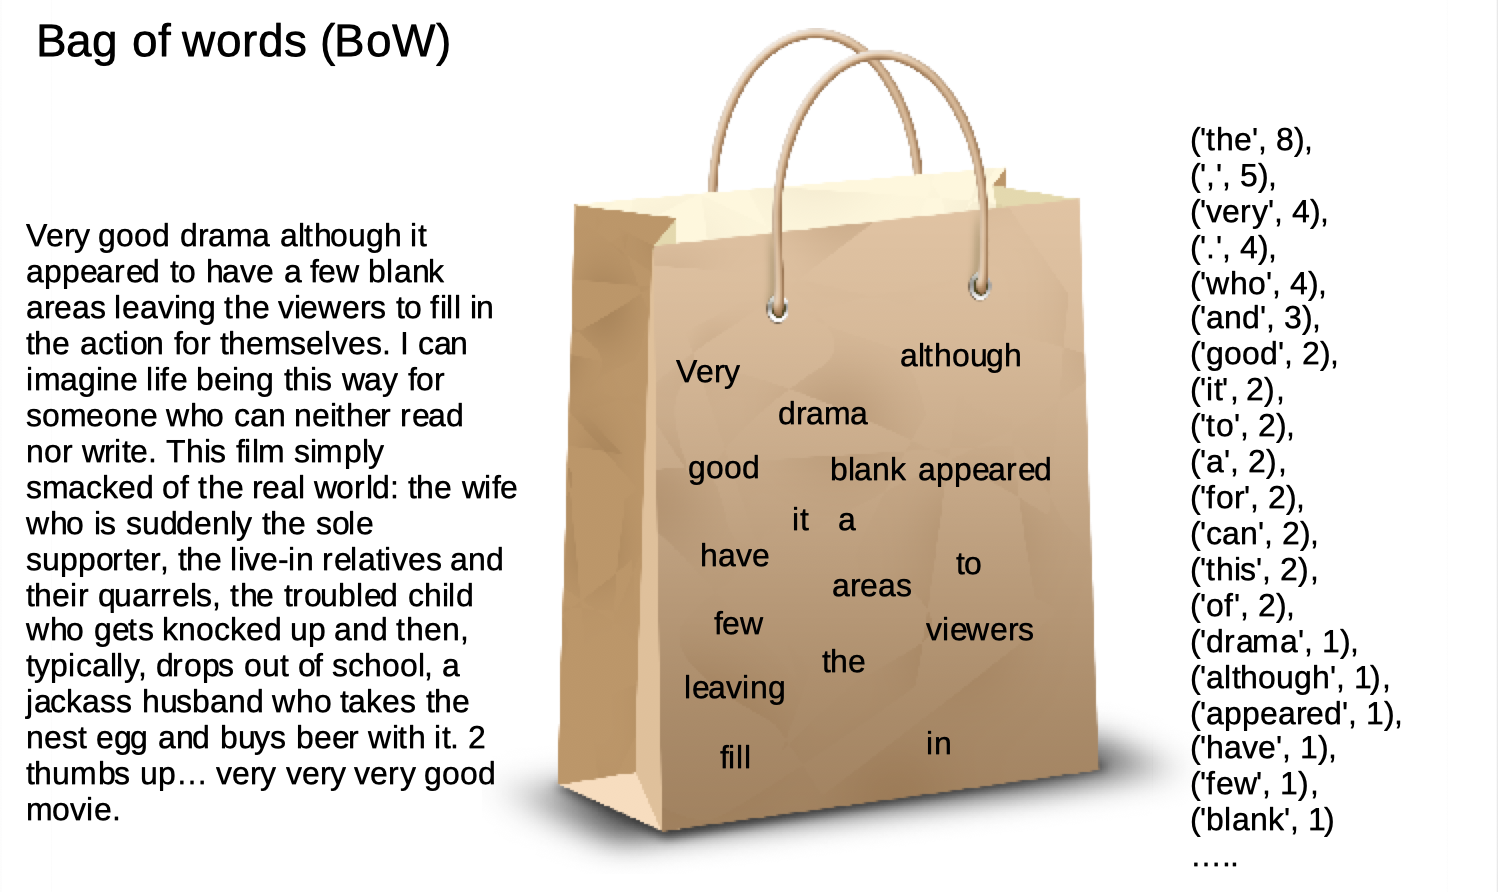 Bag of words (BoW)
Very good drama although it
appeared to have a few blank
areas leaving the viewers to fill in
the action for themselves. I can
imagine life being this way for
someone who can neither read
nor write. This film simply
smacked of the real world: the wife
who is suddenly the sole
supporter, the live-in relatives and
their quarrels, the troubled child
who gets knocked up and then,
typically, drops out of school, a
jackass husband who takes the
nest egg and buys beer with it. 2
thumbs up… very very very good
movie.
Very
although
drama
good
blank
appeared
it
a
have
to
areas
few
viewers
the
leaving
fill
in
('the', 8),
(',', 5),
('very', 4),
('.', 4),
('who', 4),
('and', 3),
('good', 2),
('it', 2),
('to', 2),
('a', 2),
('for', 2),
('can', 2),
('this', 2),
('of', 2),
('drama', 1),
('although', 1),
('appeared', 1),
('have', 1),
('few', 1),
('blank', 1)
…..